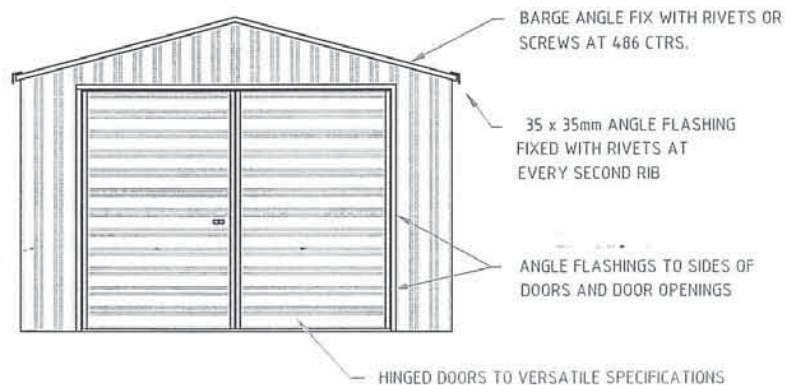 BARGE ANGLE FIX WITH RIVETS OR
SCREWS AT 486 CTRS.
35 x 35mm ANGLE FLASHING
FIXED WITH RIVETS AT
EVERY SECOND RIB
ANGLE FLASHINGS TO SIDES OF
DOORS AND DOOR OPENINGS
HINGED DOORS TO VERSATILE SPECIFICATIONS